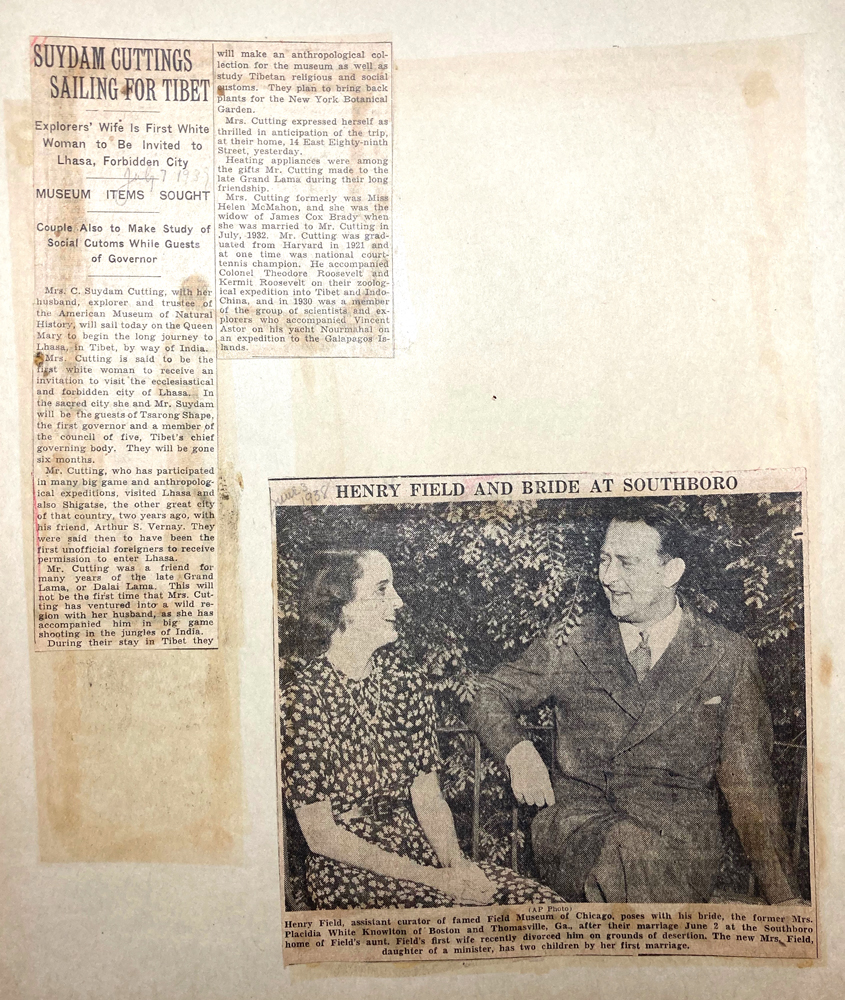 SUYDAM CUTTINGS
SAILING FOR TIBET
Explorers' Wife Is First White
Woman to Be Invited to
Lhasa, Forbidden City
July 7 1937
MUSEUM ITEMS SOUGHT
Couple Also to Make Study of
Social Cutoms While Guests
of Governor
Mrs. C. Suydam Cutting, with her
husband, explorer and trustee of
the American Museum of Natural
History, will sail today on the Queen
Mary to begin the long journey to
Lhasa, in Tibet, by way of India.
Mrs. Cutting is said to be the
first white woman to receive an
invitation to visit the ecclesiastical
and forbidden city of Lhasa. In
the sacred city she and Mr. Suydam
will be the guests of Tsarong Shape,
the first governor and a member of
the council of five, Tibet's chief
governing body. They will be gone
six months.
Mr. Cutting, who has participated
in many big game and anthropolog-
ical expeditions, visited Lhasa and
also Shigatse, the other great city
of that country, two years ago, with
his friend, Arthur S. Vernay. They
were said then to have been the
first unofficial foreigners to receive
permission to enter Lhasa.
Mr. Cutting was a friend for
many years of the late Grand
Lama, or Dalai Lama. This will
not be the first time that Mrs. Cut-
ting has ventured into a wild re-
gion with her husband, as she has
accompanied him in big game
shooting in the jungles of India.
During their stay in Tibet they
will make an anthropological col-
lection for the museum as well as
study Tibetan religious and social
customs. They plan to bring back
plants for the New York Botanical
Garden.
Mrs. Cutting expressed herself as
thrilled in anticipation of the trip,
at their home, 14 East Eighty-ninth
Street, yesterday.
Heating appliances were among
the gifts Mr. Cutting made to the
late Grand Lama during their long
friendship.
Mrs. Cutting formerly was Miss
Helen McMahon, and she was the
widow of James Cox Brady when
she was married to Mr. Cutting in
July, 1932. Mr. Cutting was grad-
uated from Harvard in 1921 and
at one time was national court-
tennis champion. He accompanied
Colonel Theodore Roosevelt and
Kermit Roosevelt on their zoolog-
ical expedition into Tibet and Indo-
China, and in 1930 was a member
of the group of scientists and ex-
plorers who accompanied Vincent
Astor on his yacht Nourmahal on
an expedition to the Galapagos Is-
lands.
1938
HENRY FIELD AND BRIDE AT SOUTHBORO
(AP Photo)
Henry Field, assistant curator of famed Field Museum of Chicago, poses with his bride, the former Mrs.
Placidia White Knowlton of Boston and Thomasville, Ga., after their marriage June 2 at the Southboro
home of Field's aunt. Field's first wife recently divorced him on grounds of desertion. The new Mrs. Field,
daughter of a minister, has two children by her first marriage.